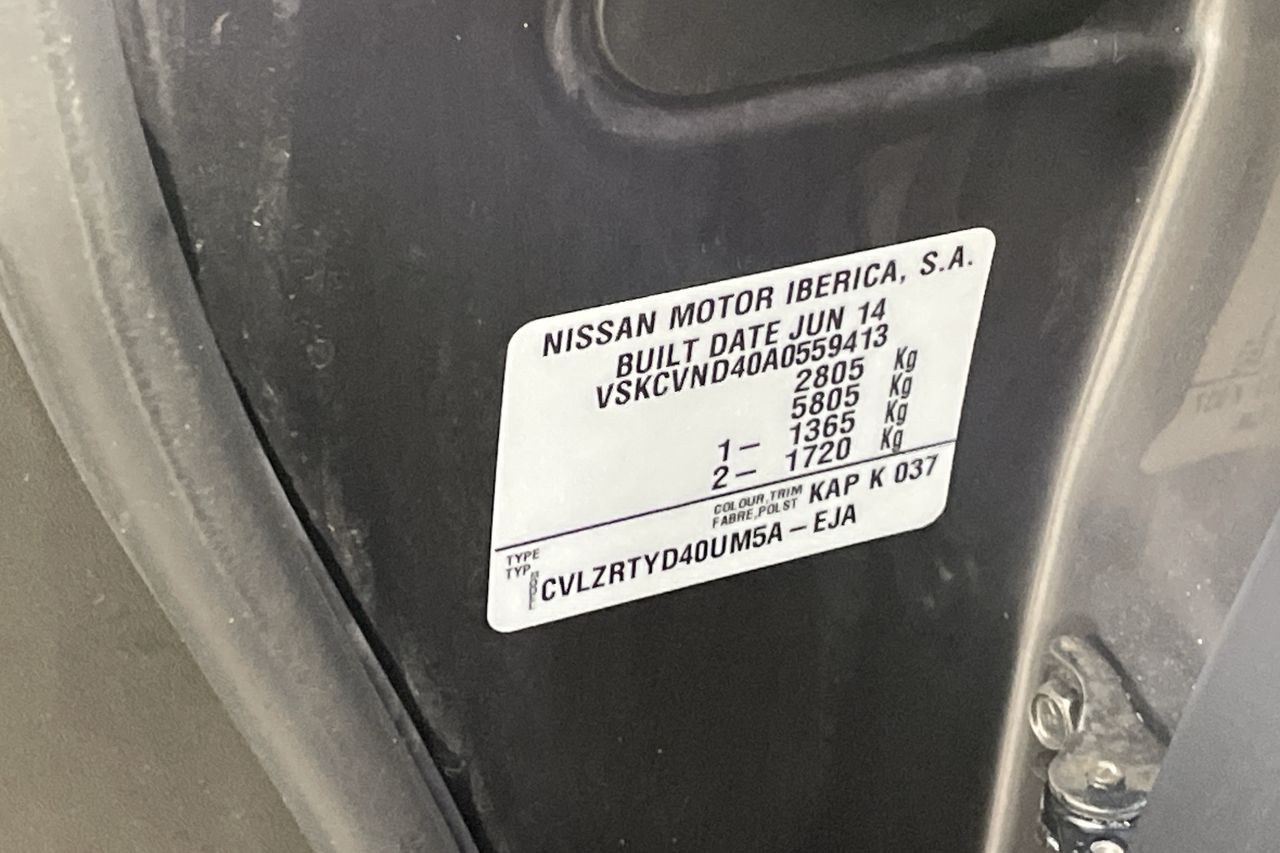 NISSAN MOTOR IBERICA, S.A.
BUILT DATE JUN 14
VSKCVND40A0559413
2805 Kg
5805 Kg
1- 1365 Kg
2- 1720 Kg
COLOUR,TRIM
FABRE,POLST
KAP K 037
TYPE
TYP
CVLZRTYD40UM5A-EJA